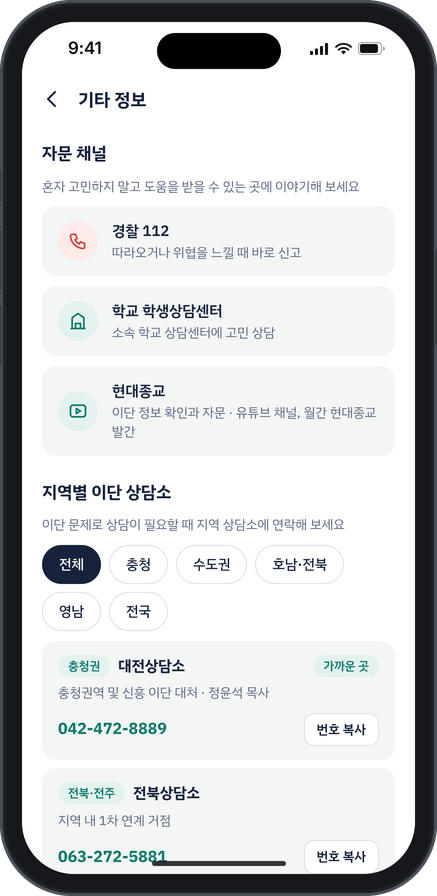 9:41
기타 정보
자문 채널
혼자 고민하지 말고 도움을 받을 수 있는 곳에 이야기해 보세요
경찰 112
따라오거나 위협을 느낄 때 바로 신고
학교 학생상담센터
소속 학교 상담센터에 고민 상담
현대종교
이단 정보 확인과 자문 · 유튜브 채널, 월간 현대종교
발간
지역별 이단 상담소
이단 문제로 상담이 필요할 때 지역 상담소에 연락해 보세요
전체 충청 수도권 호남·전북
영남 전국
충청권 대전상담소 가까운 곳
충청권역 및 신흥 이단 대처 · 정윤석 목사
042-472-8889 번호 복사
전북·전주 전북상담소
지역 내 1차 연계 거점
063-272-5881 번호 복사